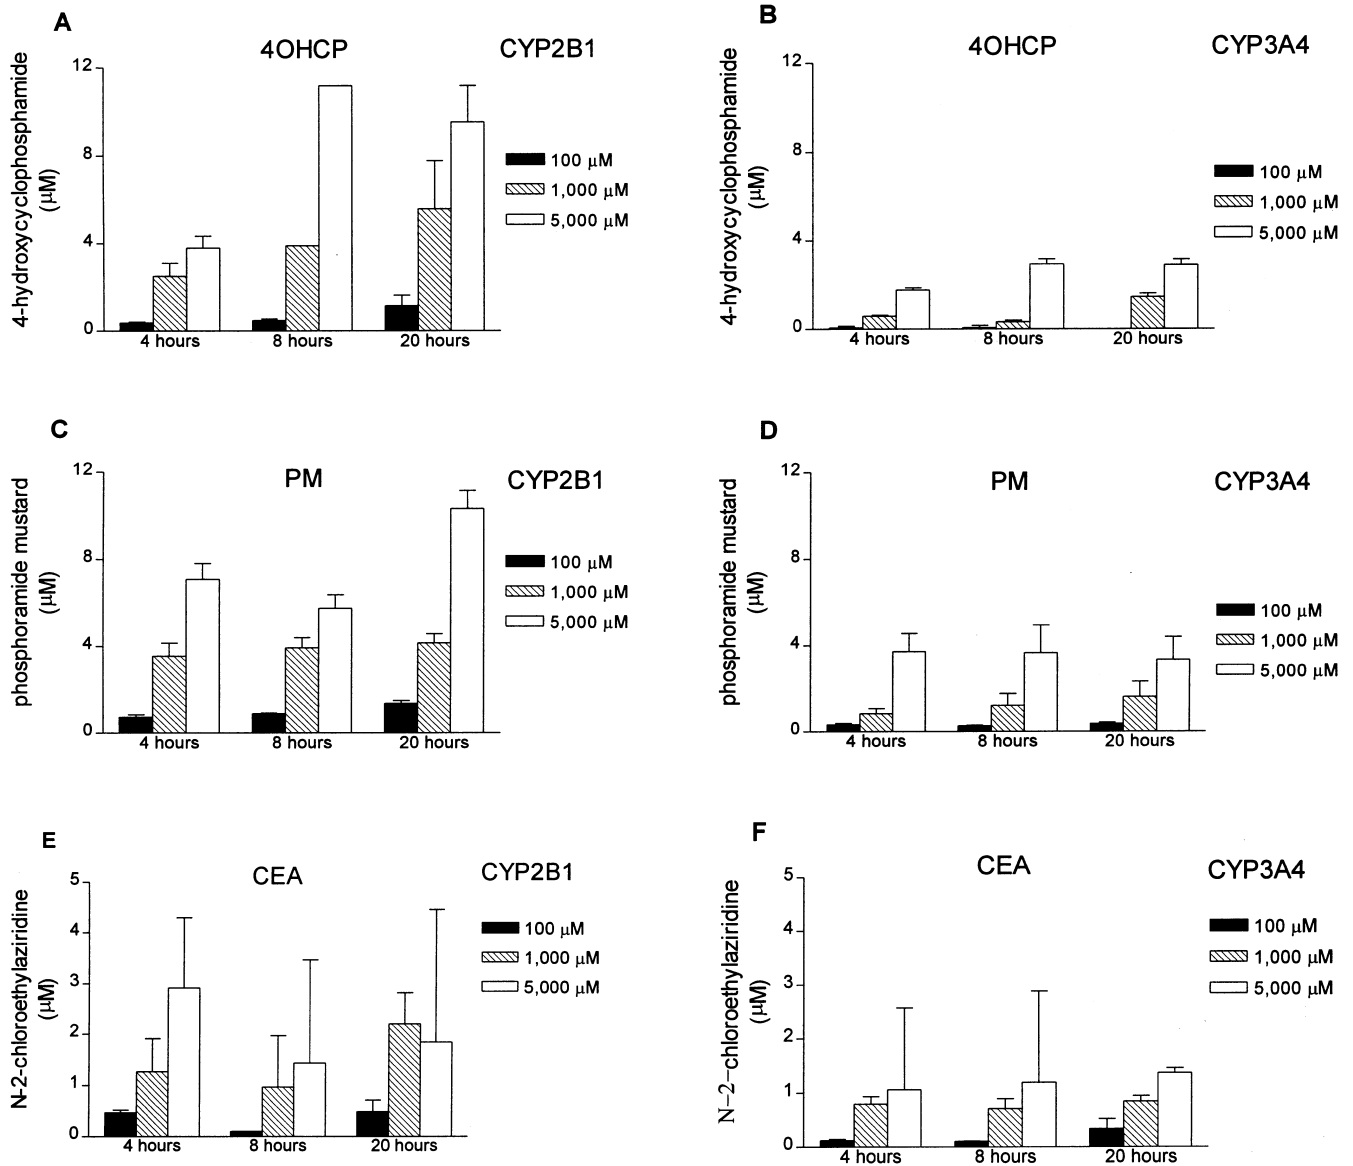 A
4OHCP
CYP2B1
4-hydroxycyclophosphamide
(μM)
12
8
4
0
100 μM
1,000 μM
5,000 μM
4 hours
8 hours
20 hours
B
4OHCP
CYP3A4
4-hydroxycyclophosphamide
(μM)
12
8
4
0
100 μM
1,000 μM
5,000 μM
4 hours
8 hours
20 hours
C
PM
CYP2B1
phosphoramide mustard
(μM)
12
8
4
0
100 μM
1,000 μM
5,000 μM
4 hours
8 hours
20 hours
D
PM
CYP3A4
phosphoramide mustard
(μM)
12
8
4
0
100 μM
1,000 μM
5,000 μM
4 hours
8 hours
20 hours
E
CEA
CYP2B1
N-2-chloroethylaziridine
(μM)
5
4
3
2
1
0
100 μM
1,000 μM
5,000 μM
4 hours
8 hours
20 hours
F
CEA
CYP3A4
N-2-chloroethylaziridine
(μM)
5
4
3
2
1
0
100 μM
1,000 μM
5,000 μM
4 hours
8 hours
20 hours